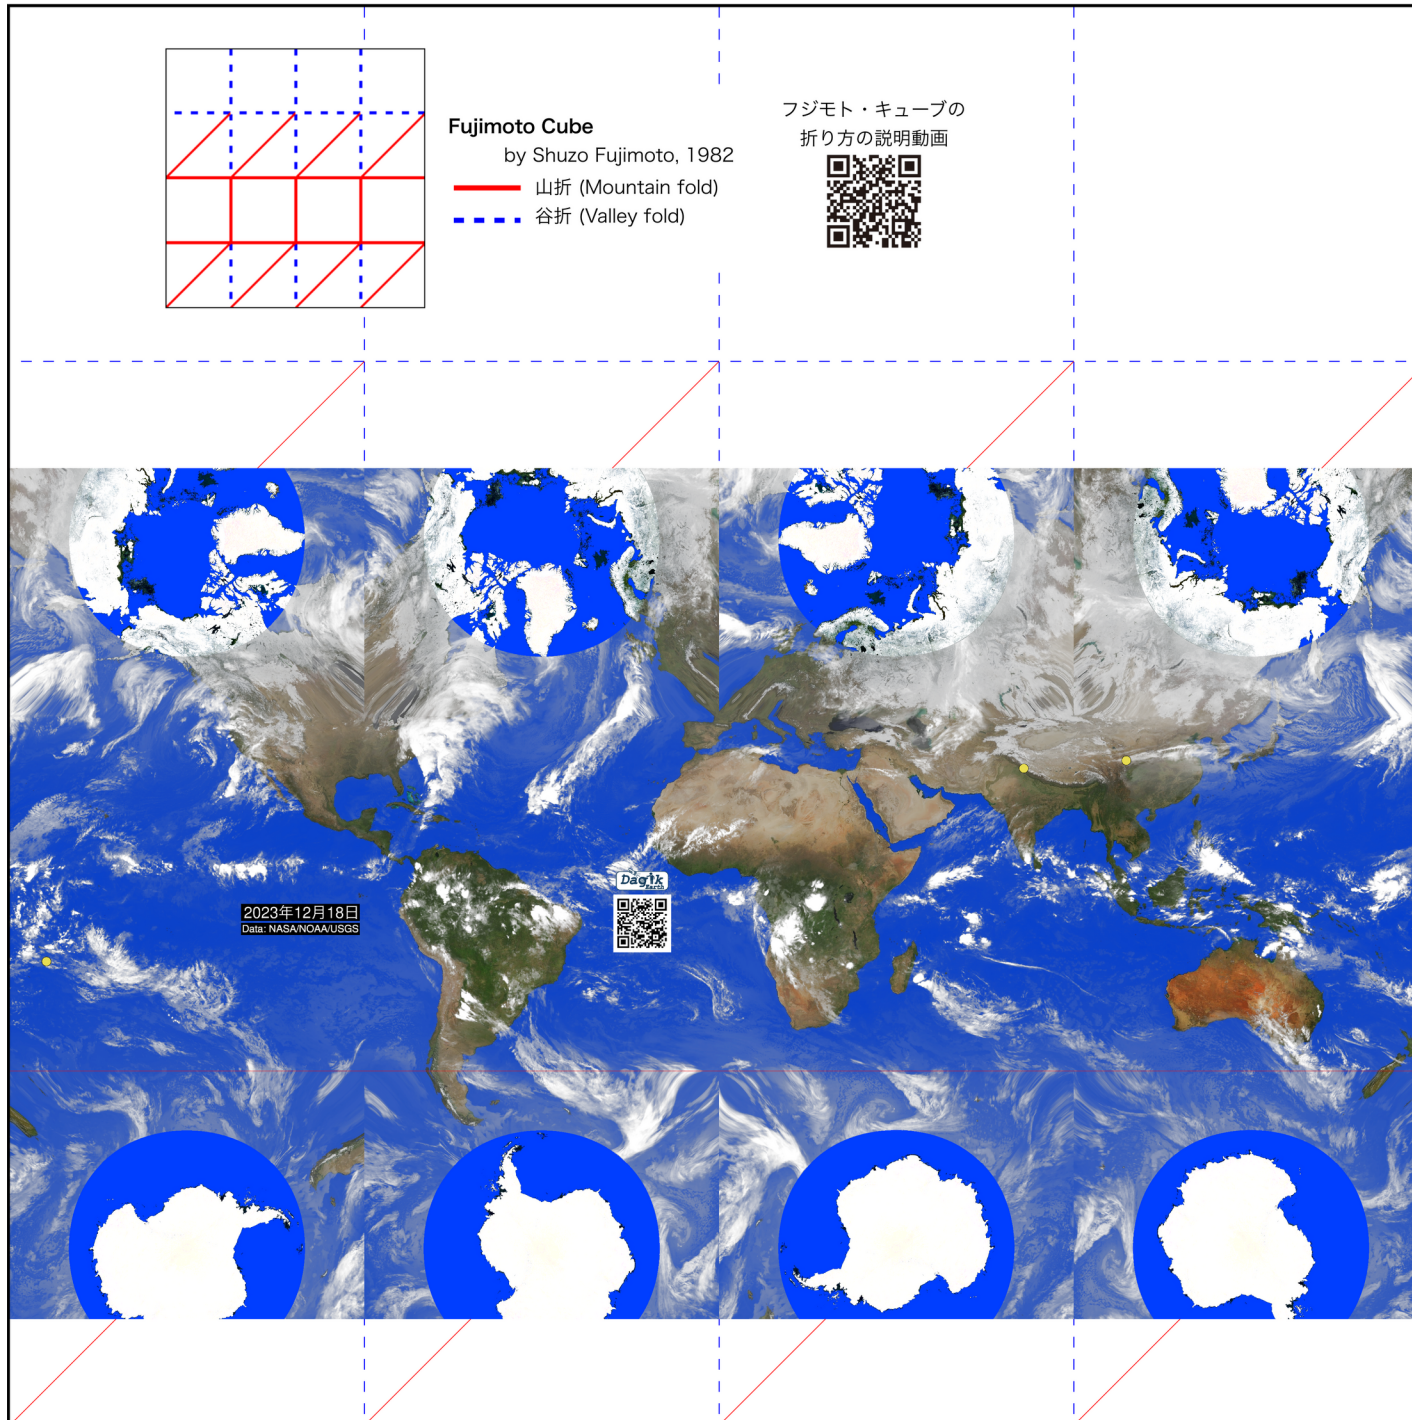 Fujimoto Cube
by Shuzo Fujimoto, 1982
山折 (Mountain fold)
谷折 (Valley fold)
フジモト・キューブの
折り方の説明動画
Dagik
Earth
2023年12月18日
Data: NASA/NOAA/USGS